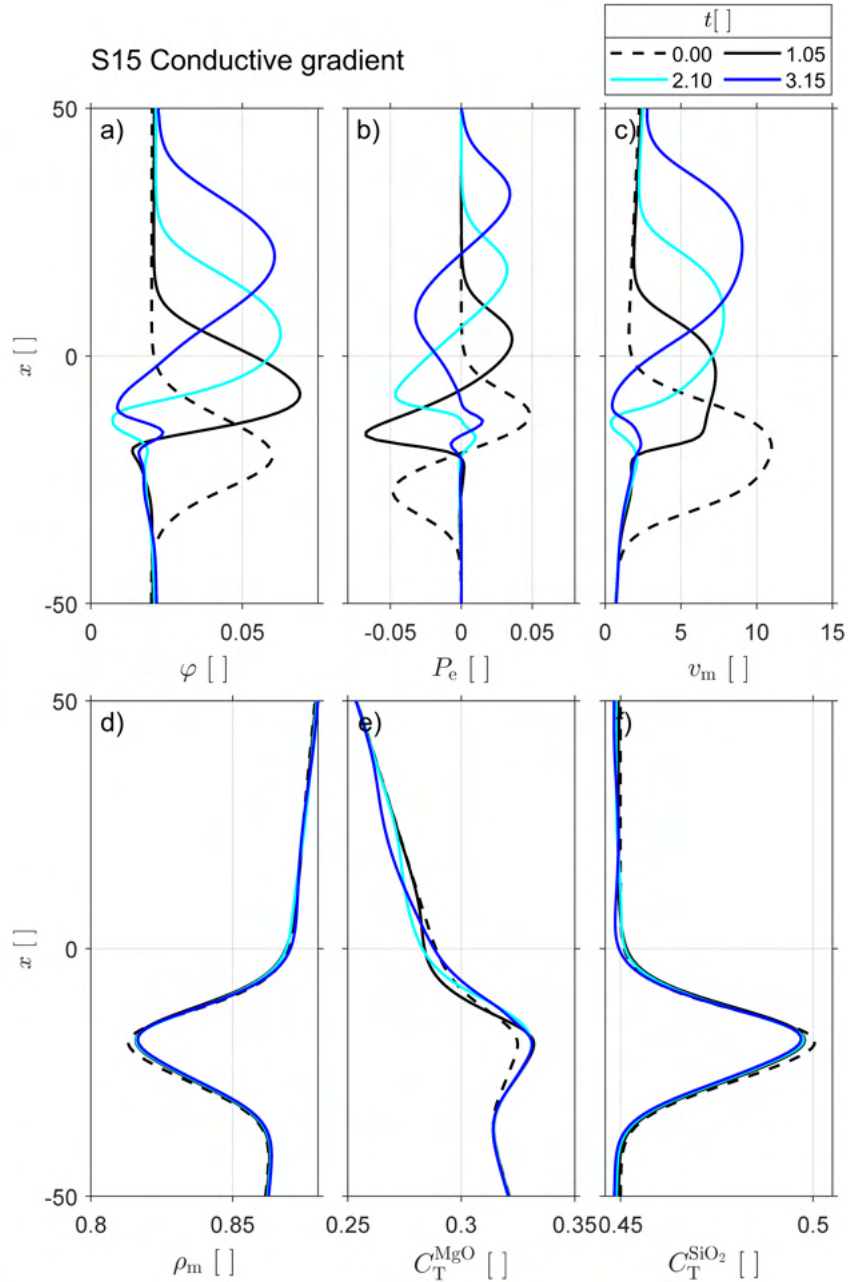 t[ ]
0.00 1.05
2.10 3.15
S15 Conductive gradient
a) b) c)
50
0
-50
x [ ]
0 0.05
φ [ ]
-0.05 0 0.05
P_e [ ]
0 5 10 15
v_m [ ]
d) e) f)
50
0
-50
x [ ]
0.8 0.85
ρ_m [ ]
0.25 0.3 0.35
C_T^MgO [ ]
0.45 0.5
C_T^SiO₂ [ ]